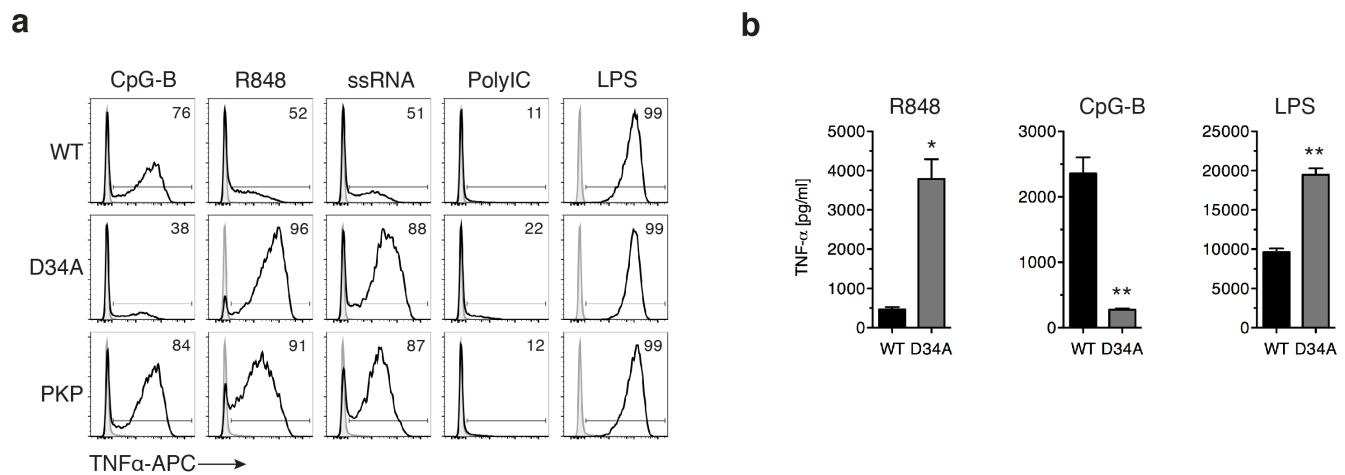 a
b
CpG-B R848 ssRNA PolyIC LPS
WT 76 52 51 11 99
D34A 38 96 88 22 99
PKP 84 91 87 12 99
TNFα-APC
R848
CpG-B
LPS
TNF-α [pg/ml]
5000
4000
3000
2000
1000
0
*
WT D34A
3000
2000
1000
0
**
WT D34A
25000
20000
15000
10000
5000
0
**
WT D34A